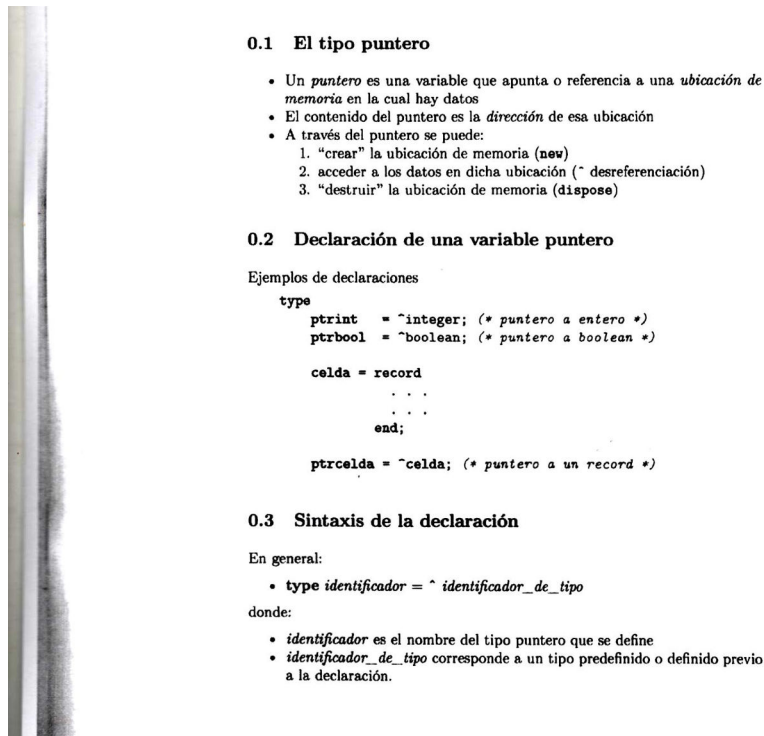 0.1 El tipo puntero
• Un puntero es una variable que apunta o referencia a una ubicación de
memoria en la cual hay datos
• El contenido del puntero es la dirección de esa ubicación
• A través del puntero se puede:
1. “crear” la ubicación de memoria (new)
2. acceder a los datos en dicha ubicación (^ desreferenciación)
3. “destruir” la ubicación de memoria (dispose)
0.2 Declaración de una variable puntero
Ejemplos de declaraciones
type
ptrint = ^integer; (* puntero a entero *)
ptrbool = ^boolean; (* puntero a boolean *)
celda = record
. . .
. . .
end;
ptrcelda = ^celda; (* puntero a un record *)
0.3 Sintaxis de la declaración
En general:
• type identificador = ^ identificador_de_tipo
donde:
• identificador es el nombre del tipo puntero que se define
• identificador_de_tipo corresponde a un tipo predefinido o definido previo
a la declaración.